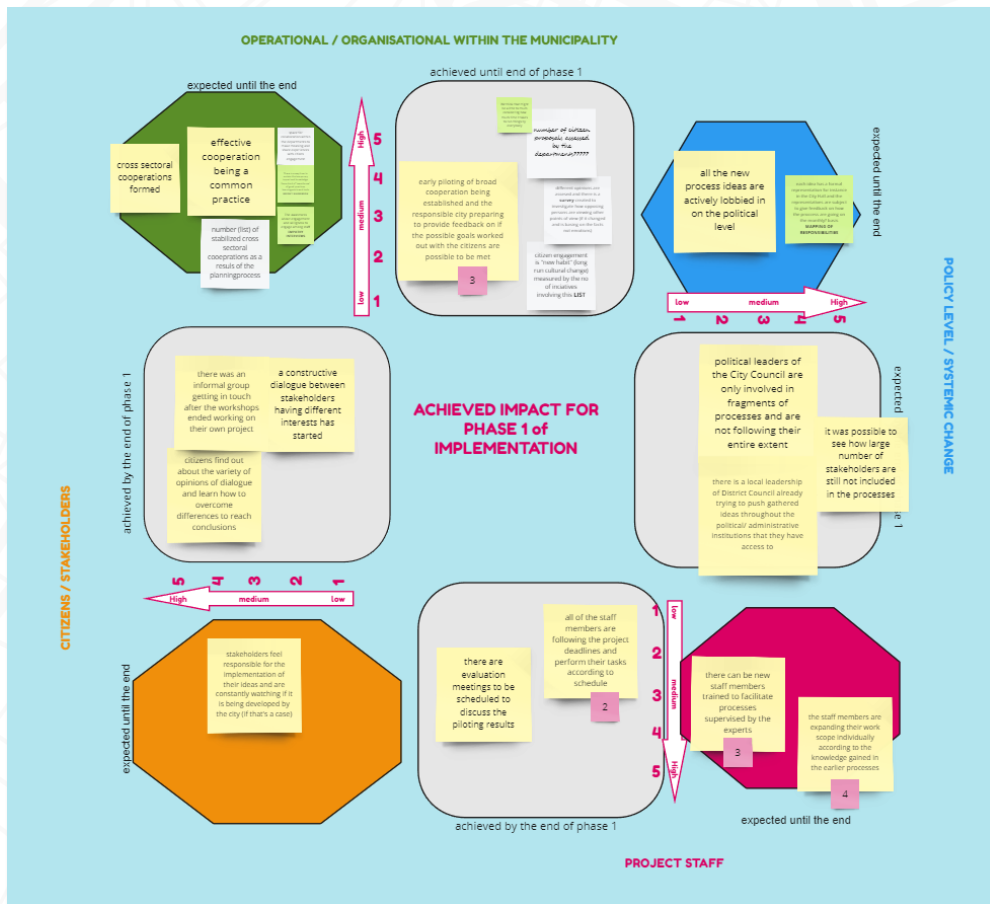 OPERATIONAL / ORGANISATIONAL WITHIN THE MUNICIPALITY
achieved until end of phase 1
expected until the end
cross sectoral
cooperations
formed
effective
cooperation
being a
common
practice
number (list) of
stabilized cross
sectoral
cooeprations as a
resuls of the
planningprocess
High
medium
low
5
4
3
2
1
number of citizen
proposals assessed
by the
departments?????
early piloting of broad
cooperation being
established and the
responsible city preparing
to provide feedback on if
the possible goals worked
out with the citizens are
possible to be met
3
survey
citizen
engagement
is "new habit" (long
run cultural change)
measured by the no
of inciatives
involving this LIST
all the new
process ideas are
actively lobbied in
on the political
level
MAPPING OF
RESPONSIBILITIES
expected until the end
low
medium
High
1
2
3
4
5
POLICY LEVEL / SYSTEMIC CHANGE
achieved by the end of phase 1
there was an
informal group
getting in touch
after the workshops
ended working on
their own project
a constructive
dialogue between
stakeholders
having different
interests has
started
citizens find out
about the variety of
opinions of dialogue
and learn how to
overcome
differences to reach
conclusions
ACHIEVED IMPACT FOR
PHASE 1 of
IMPLEMENTATION
political leaders of
the City Council are
only involved in
fragments of
processes and are
not following their
entire extent
there is a local leadership
of District Council already
trying to push gathered
ideas throughout the
political/ administrative
institutions that they have
access to
expected
it was possible to
see how large
number of
stakeholders are
still not included
in the processes
1
CITIZENS / STAKEHOLDERS
5
4
3
2
1
High
medium
low
expected until the end
stakeholders feel
responsible for the
implementation of
their ideas and are
constantly watching if it
is being developed by
the city (if that's a case)
there are
evaluation
meetings to be
scheduled to
discuss the
piloting results
all of the staff
members are
following the project
deadlines and
perform their tasks
according to
schedule
2
1
2
3
4
5
low
medium
High
there can be new
staff members
trained to facilitate
processes
supervised by the
experts
3
the staff members are
expanding their work
scope individually
according to the
knowledge gained in
the earlier processes
4
achieved by the end of phase 1
expected until the end
PROJECT STAFF